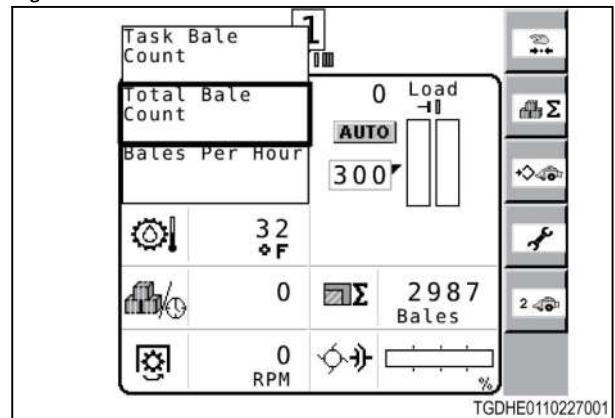 1
Task Bale
Count
Total Bale
Count
Bales Per Hour
0
Load
AUTO
300
Σ
32
°F
0
Σ
2987
Bales
2
0
RPM
%
TGDHE0110227001